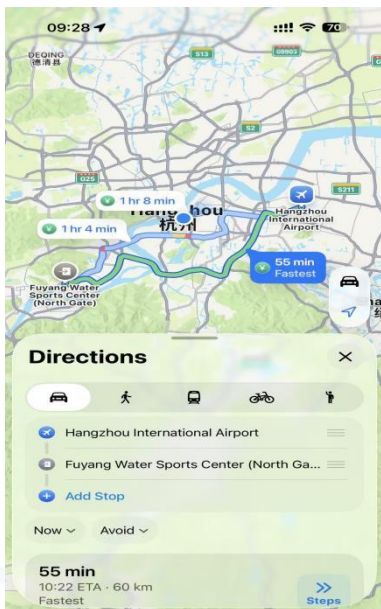 09:28
70
DEQING
德清县
S13
G0903
S2
G25
S211
1 hr 8 min
Hangzhou
杭州
1 hr 4 min
Hangzhou
International
Airport
55 min
Fastest
Fuyang Water
Sports Center
(North Gate)
Directions
Hangzhou International Airport
Fuyang Water Sports Center (North Ga...
Add Stop
Now
Avoid
55 min
10:22 ETA · 60 km
Fastest
Steps